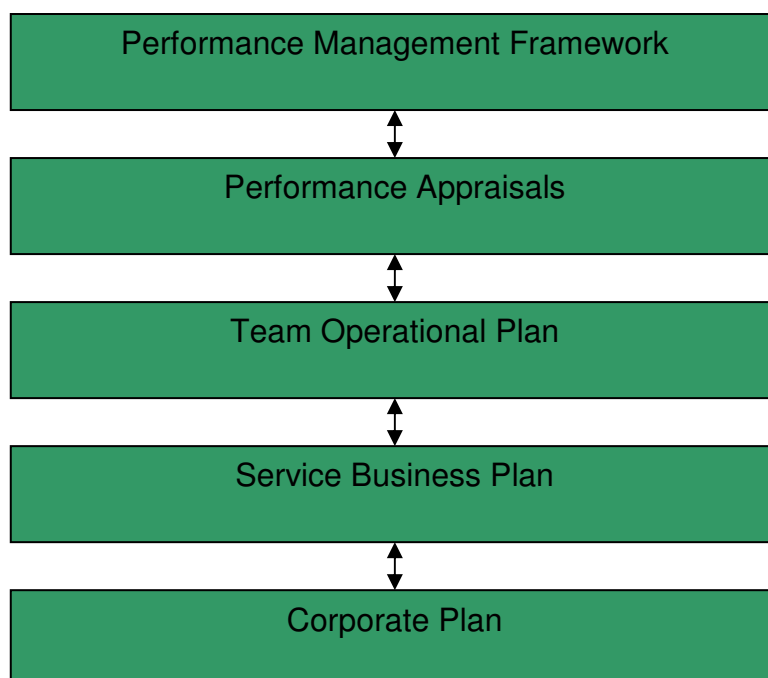 Performance Management Framework
Performance Appraisals
Team Operational Plan
Service Business Plan
Corporate Plan